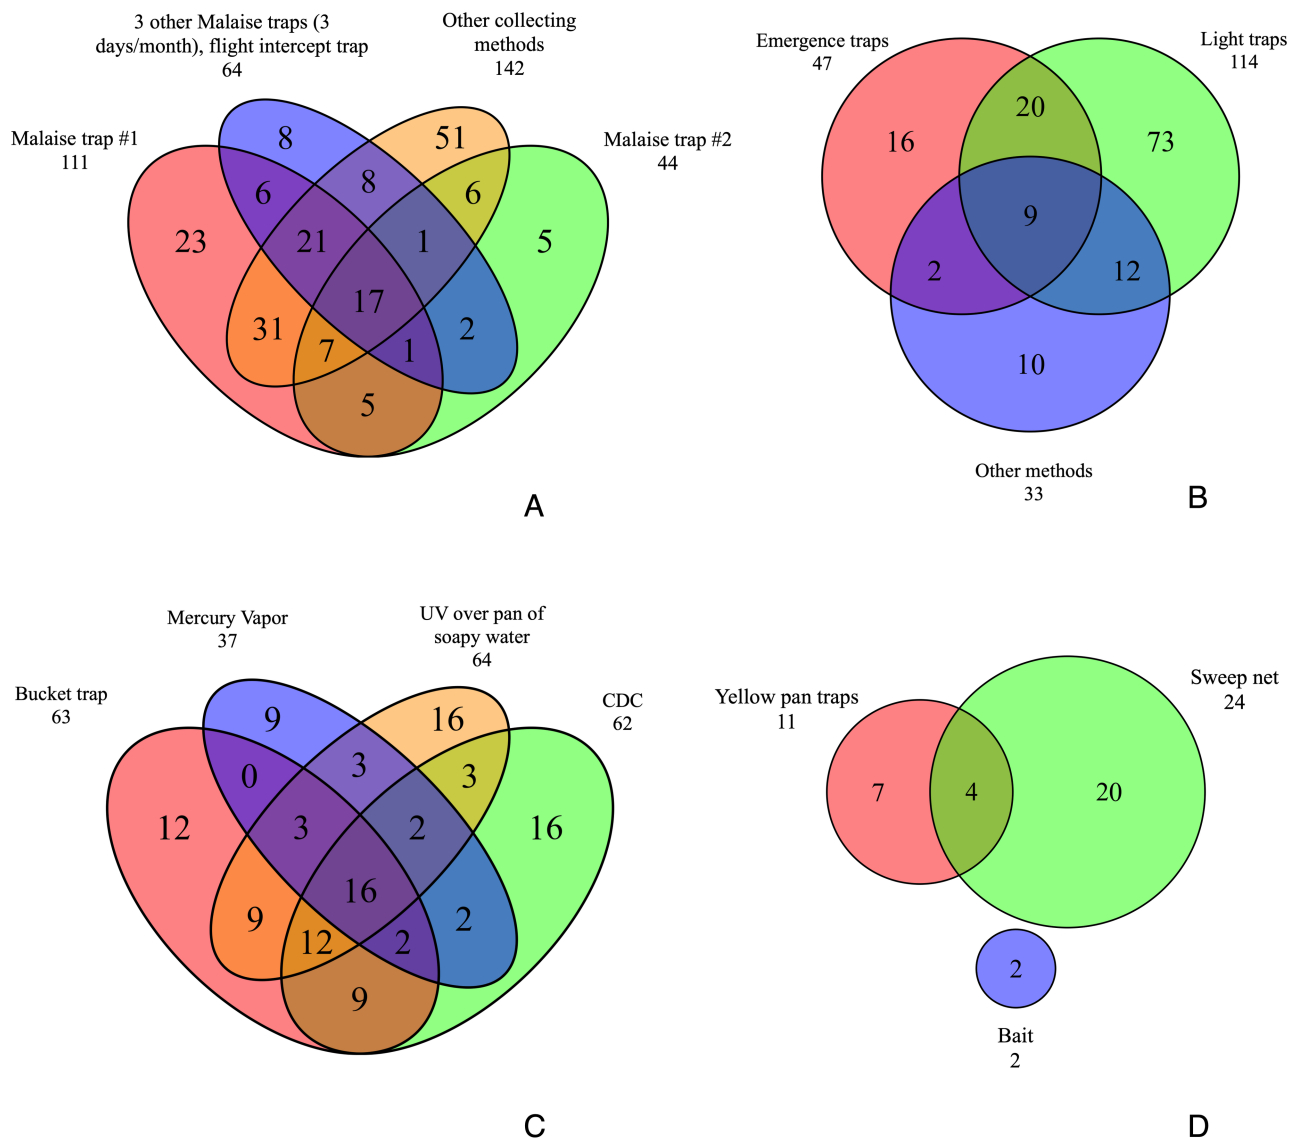 3 other Malaise traps (3
days/month), flight intercept trap
64
Other collecting
methods
142
Malaise trap #1
111
Malaise trap #2
44
8
51
6
8
6
23
21
1
5
17
31
7
1
2
5
A
Emergence traps
47
Light traps
114
20
16
73
9
2
12
10
Other methods
33
B
Mercury Vapor
37
UV over pan of
soapy water
64
Bucket trap
63
CDC
62
9
16
0
3
3
12
3
2
16
16
9
12
2
2
9
C
Yellow pan traps
11
Sweep net
24
7
4
20
2
Bait
2
D